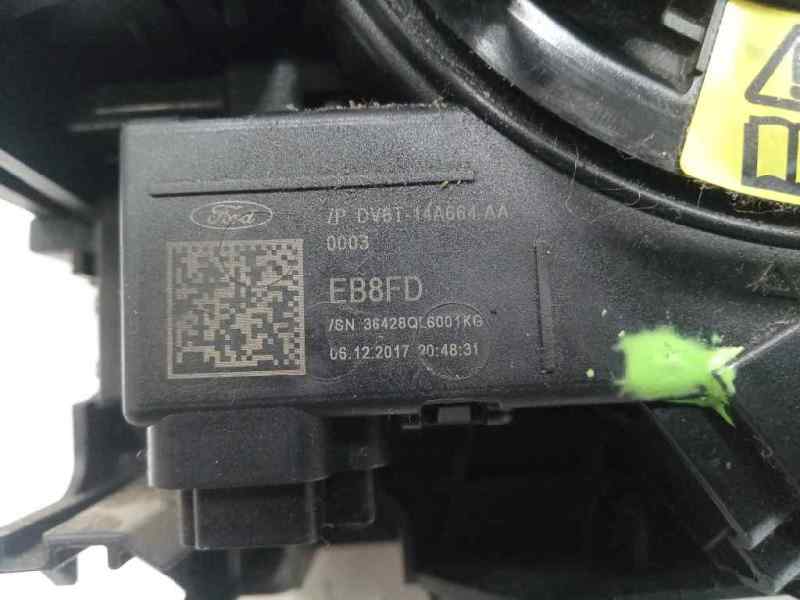 Ford
/P DV6T-14A664-AA
0003
EB8FD
/SN 36428QL6001KG
06.12.2017 20:48:31